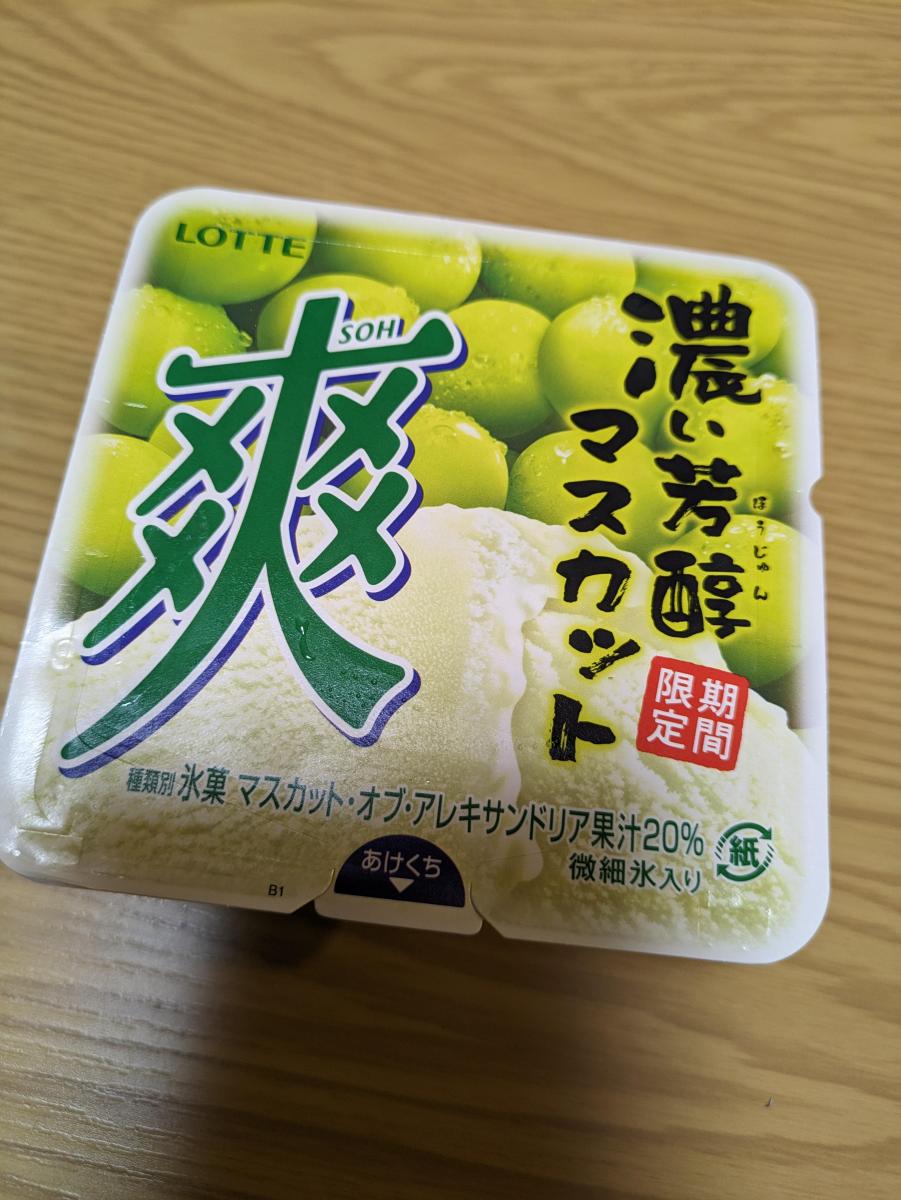 LOTTE
爽
SOH
濃い芳醇
ほうじゅん
マスカット
期間
限定
種類別 氷菓 マスカット・オブ・アレキサンドリア果汁20%
微細氷入り
紙
あけくち
B1